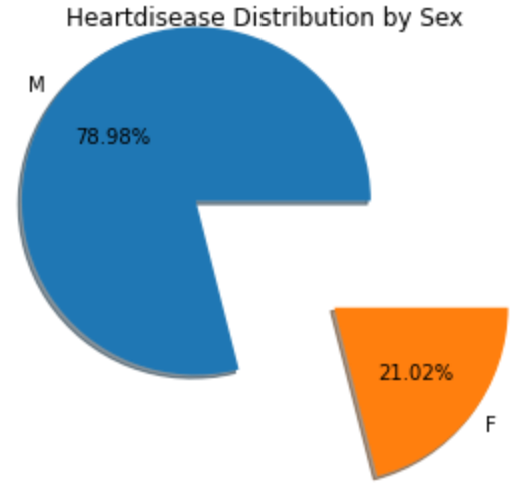 Heartdisease Distribution by Sex
M
78.98%
21.02%
F